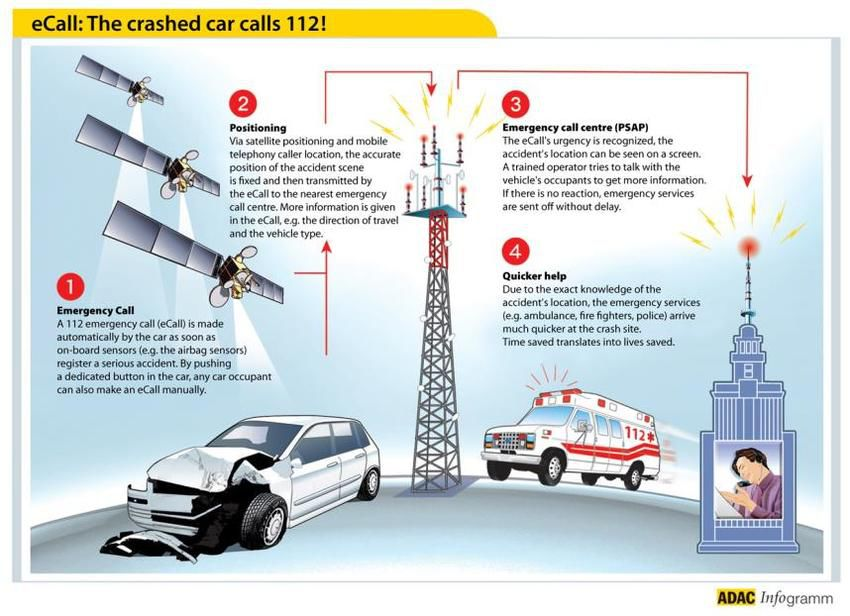 eCall: The crashed car calls 112!
1
Emergency Call
A 112 emergency call (eCall) is made
automatically by the car as soon as
on-board sensors (e.g. the airbag sensors)
register a serious accident. By pushing
a dedicated button in the car, any car occupant
can also make an eCall manually.
2
Positioning
Via satellite positioning and mobile
telephony caller location, the accurate
position of the accident scene
is fixed and then transmitted by
the eCall to the nearest emergency
call centre. More information is given
in the eCall, e.g. the direction of travel
and the vehicle type.
3
Emergency call centre (PSAP)
The eCall's urgency is recognized, the
accident's location can be seen on a screen.
A trained operator tries to talk with the
vehicle's occupants to get more information.
If there is no reaction, emergency services
are sent off without delay.
4
Quicker help
Due to the exact knowledge of the
accident's location, the emergency services
(e.g. ambulance, fire fighters, police) arrive
much quicker at the crash site.
Time saved translates into lives saved.
112
ADAC Infogramm